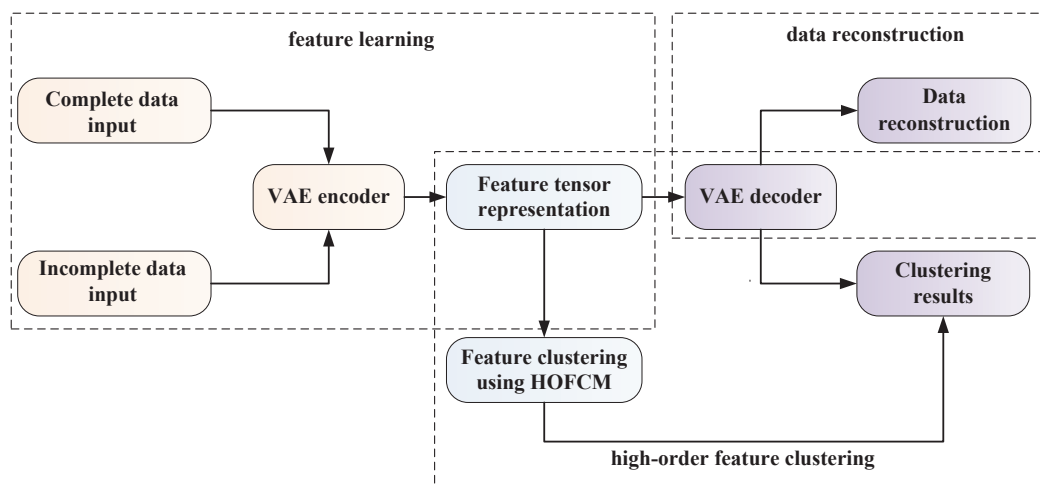 feature learning
data reconstruction
Complete data
input
Data
reconstruction
VAE encoder
Feature tensor
representation
VAE decoder
Incomplete data
input
Clustering
results
Feature clustering
using HOFCM
high-order feature clustering